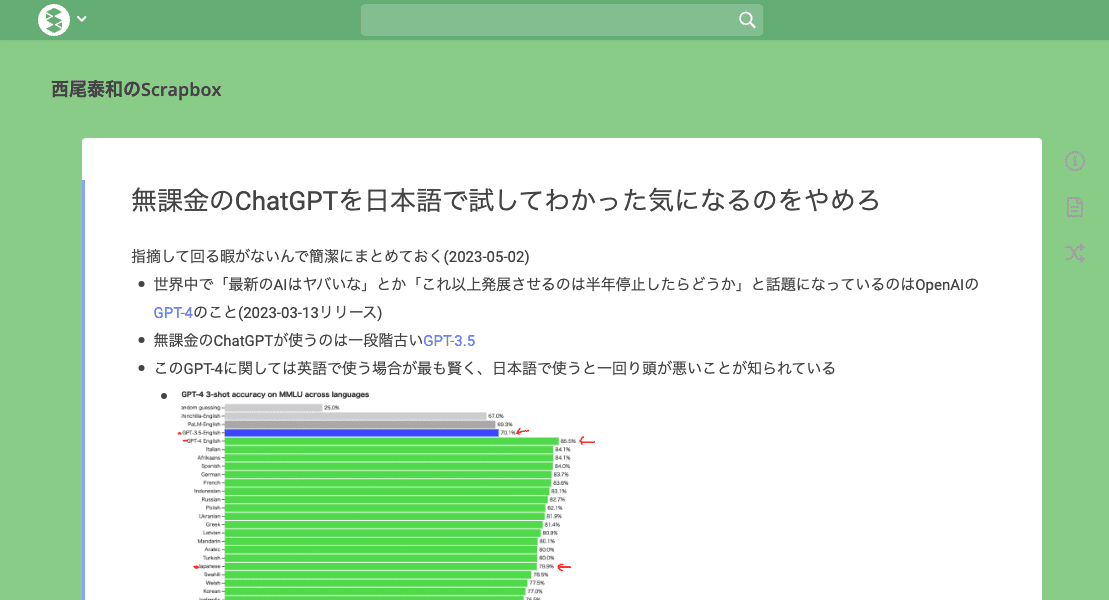 西尾泰和のScrapbox
無課金のChatGPTを日本語で試してわかった気になるのをやめろ
指摘して回る暇がないんで簡潔にまとめておく(2023-05-02)
世界中で「最新のAIはヤバいな」とか「これ以上発展させるのは半年停止したらどうか」と話題になっているのはOpenAIの
GPT-4のこと(2023-03-13リリース)
無課金のChatGPTが使うのは一段階古いGPT-3.5
このGPT-4に関しては英語で使う場合が最も賢く、日本語で使うと一回り頭が悪いことが知られている
GPT-4 3-shot accuracy on MMLU across languages
guessing 25.0%
hinchilla-English 67.0%
PaLM-English 69.3%
GPT-3.5-English 70.1%
GPT-4 English 85.5%
Italian 84.1%
Afrikaans 84.1%
Spanish 84.0%
German 83.7%
French 83.6%
Indonesian 83.1%
Russian 82.7%
Polish 82.1%
Ukranian 81.9%
Greek 81.4%
Latvian 80.9%
Mandarin 80.1%
Arabic 80.0%
Turkish 80.0%
Japanese 79.9%
Swahili 78.5%
Welsh 77.5%
Korean 77.0%